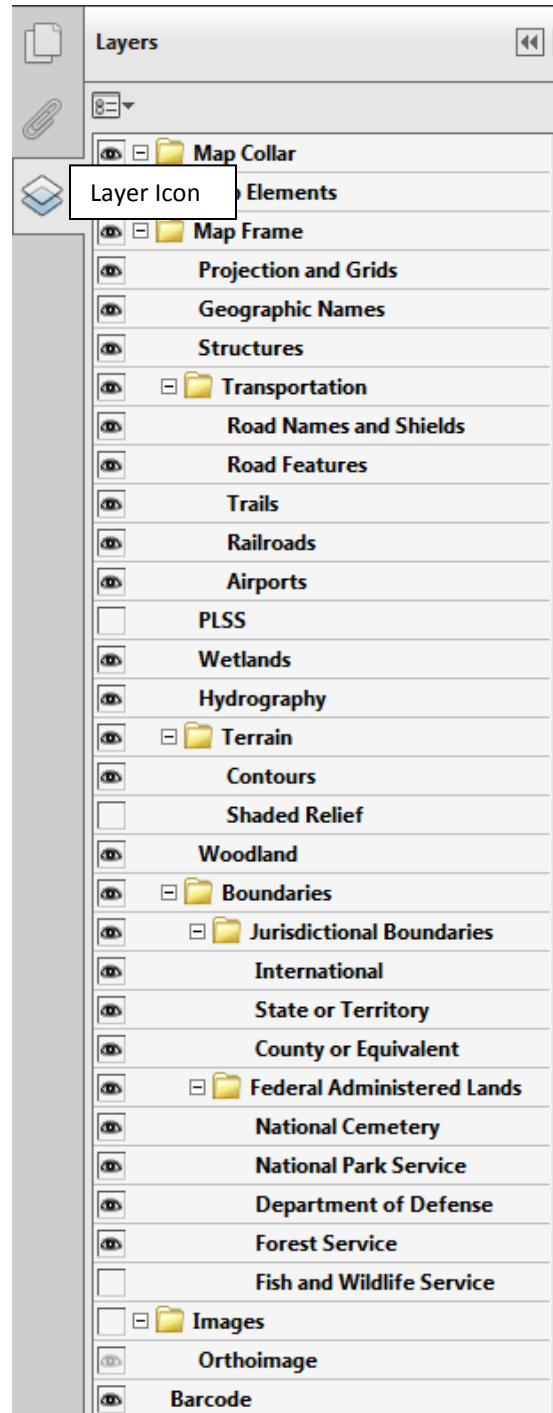 Layers
Map Collar
Layer Icon
Elements
Map Frame
Projection and Grids
Geographic Names
Structures
Transportation
Road Names and Shields
Road Features
Trails
Railroads
Airports
PLSS
Wetlands
Hydrography
Terrain
Contours
Shaded Relief
Woodland
Boundaries
Jurisdictional Boundaries
International
State or Territory
County or Equivalent
Federal Administered Lands
National Cemetery
National Park Service
Department of Defense
Forest Service
Fish and Wildlife Service
Images
Orthoimage
Barcode